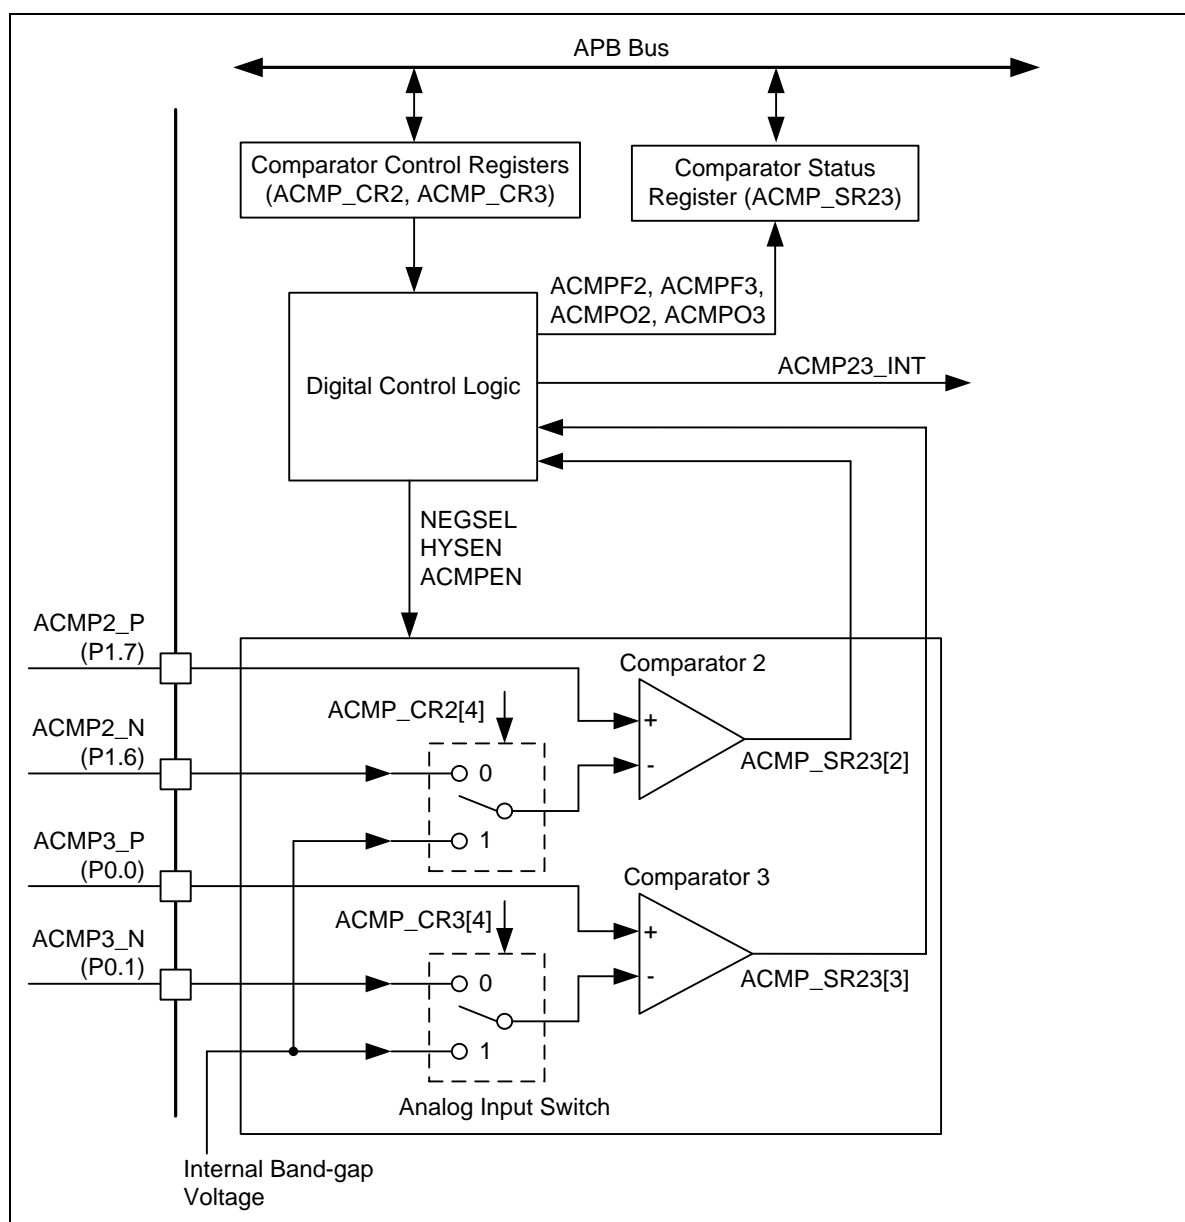 APB Bus
Comparator Control Registers
(ACMP_CR2, ACMP_CR3)
Comparator Status
Register (ACMP_SR23)
ACMPF2, ACMPF3,
ACMPO2, ACMPO3
Digital Control Logic
ACMP23_INT
NEGSEL
HYSEN
ACMPEN
ACMP2_P
(P1.7)
Comparator 2
ACMP_CR2[4]
+
ACMP2_N
(P1.6)
0
-
ACMP_SR23[2]
1
ACMP3_P
(P0.0)
Comparator 3
ACMP_CR3[4]
+
ACMP3_N
(P0.1)
0
-
ACMP_SR23[3]
1
Analog Input Switch
Internal Band-gap
Voltage